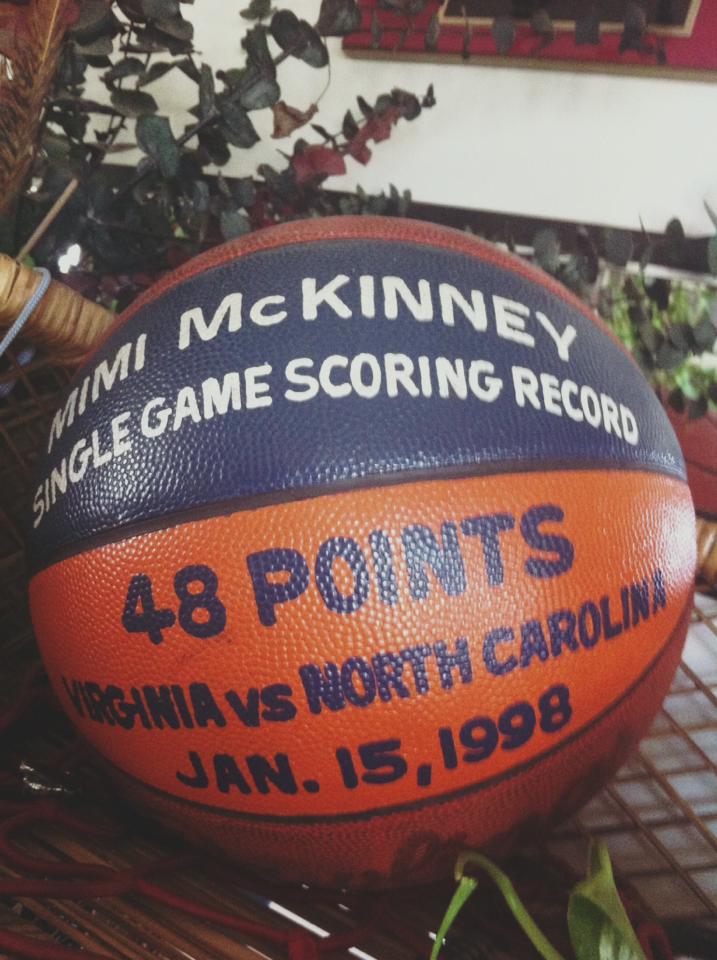 MIMI McKINNEY
SINGLE GAME SCORING RECORD
48 POINTS
VIRGINIA vs NORTH CAROLINA
JAN. 15, 1998